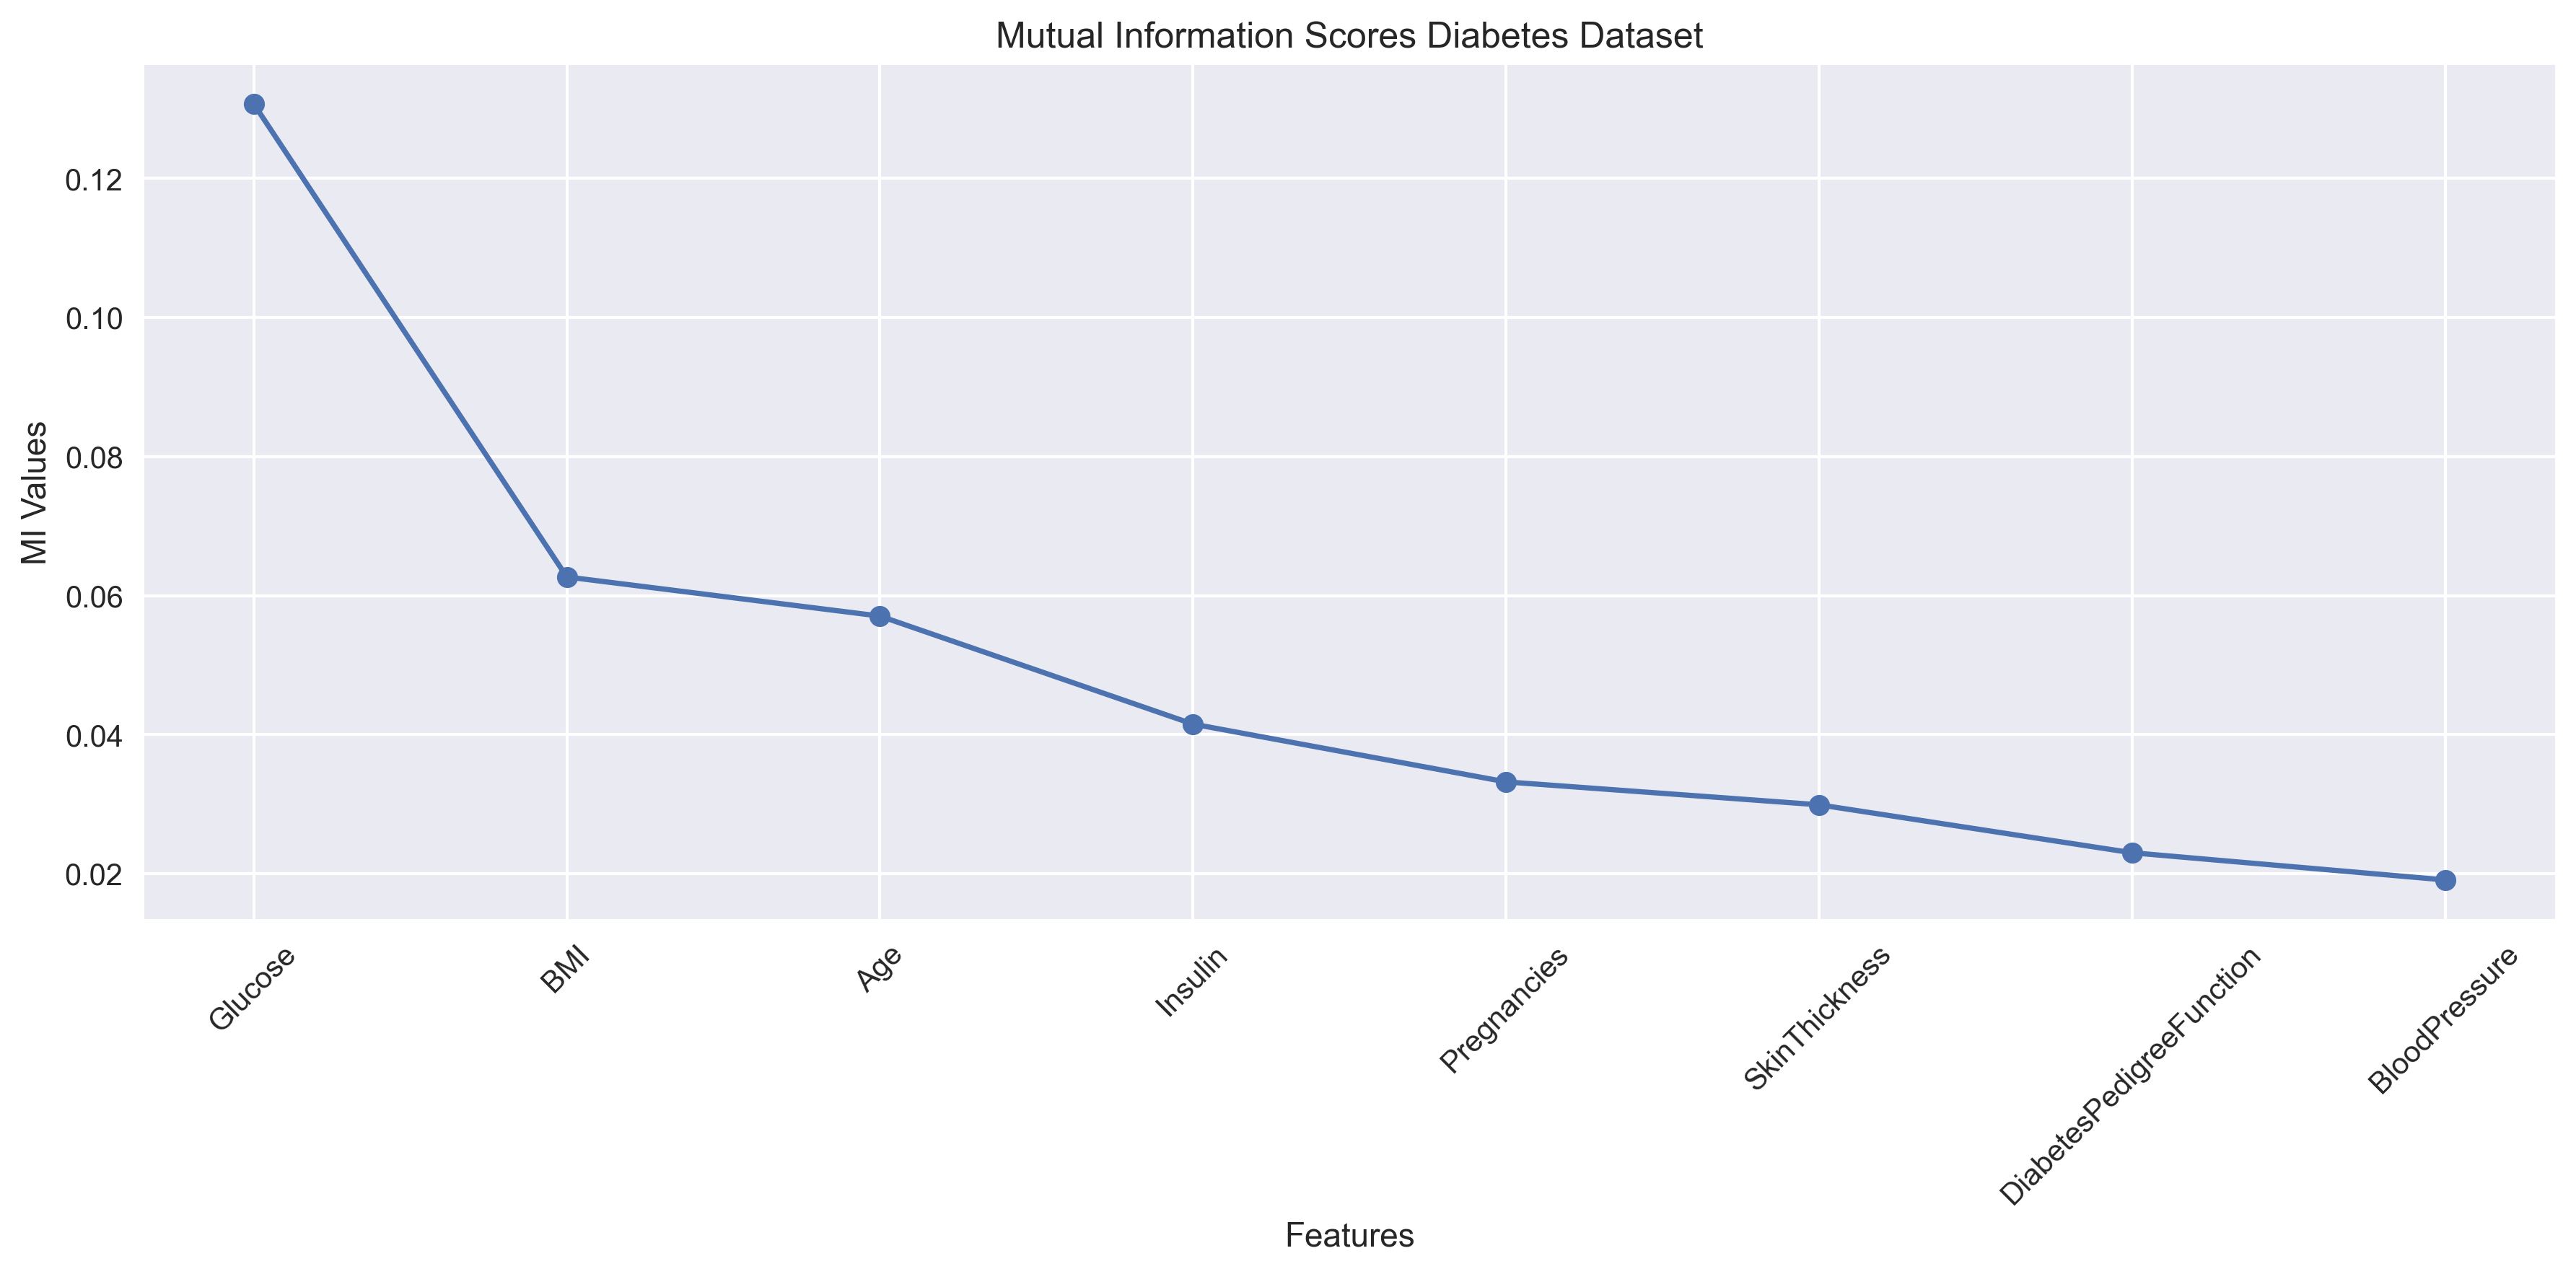 Mutual Information Scores Diabetes Dataset
MI Values
0.12
0.10
0.08
0.06
0.04
0.02
Glucose
BMI
Age
Insulin
Pregnancies
SkinThickness
DiabetesPedigreeFunction
BloodPressure
Features